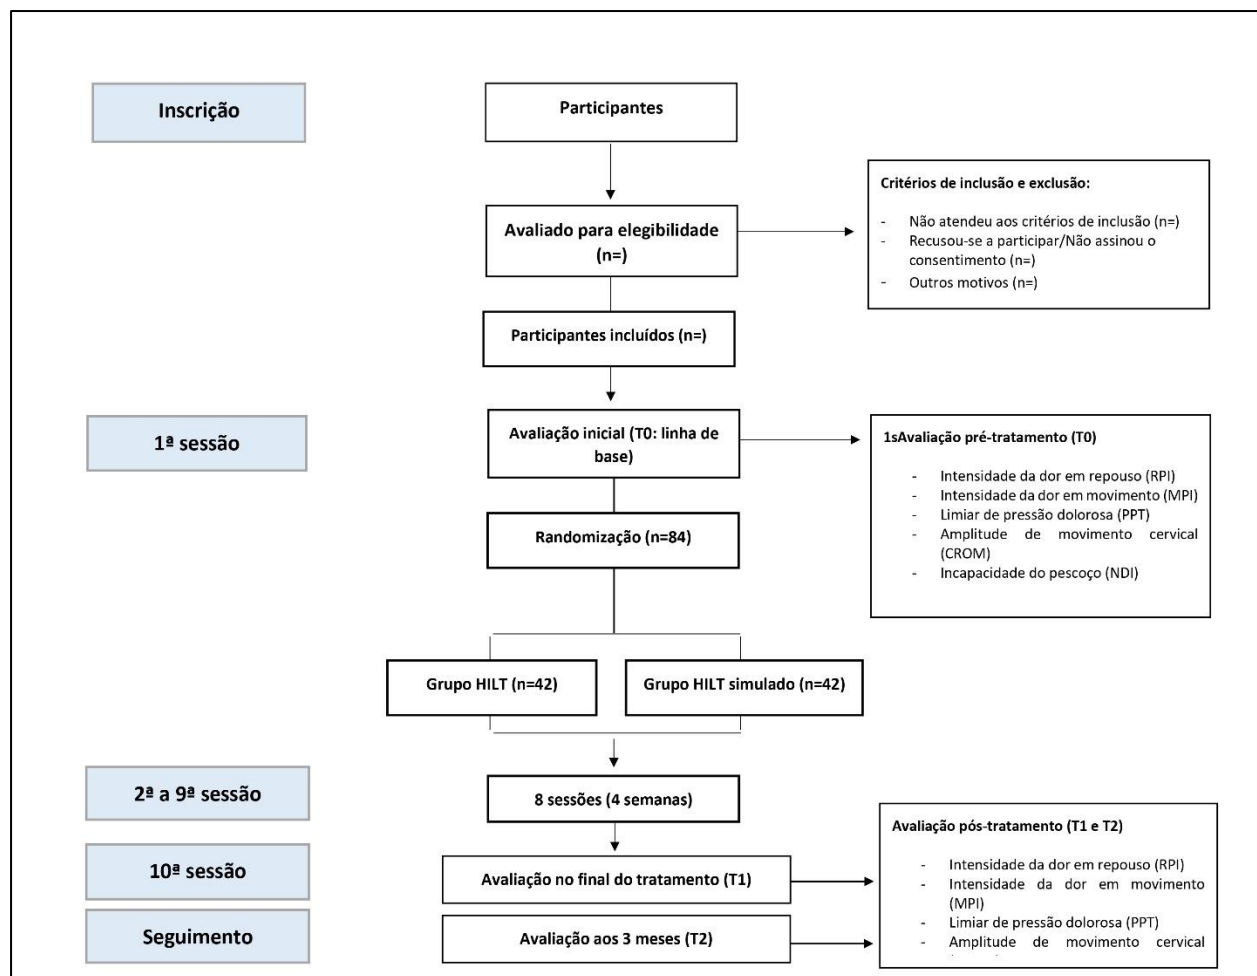 Inscrição
Participantes
Critérios de inclusão e exclusão:
- Não atendeu aos critérios de inclusão (n=)
- Recusou-se a participar/Não assinou o
consentimento (n=)
- Outros motivos (n=)
Avaliado para elegibilidade
(n=)
Participantes incluídos (n=)
1ª sessão
Avaliação inicial (T0: linha de
base)
1sAvaliação pré-tratamento (T0)
- Intensidade da dor em repouso (RPI)
- Intensidade da dor em movimento (MPI)
- Limiar de pressão dolorosa (PPT)
- Amplitude de movimento cervical
(CROM)
- Incapacidade do pescoço (NDI)
Randomização (n=84)
Grupo HILT (n=42)
Grupo HILT simulado (n=42)
2ª a 9ª sessão
8 sessões (4 semanas)
10ª sessão
Avaliação no final do tratamento (T1)
Avaliação pós-tratamento (T1 e T2)
- Intensidade da dor em repouso (RPI)
- Intensidade da dor em movimento
(MPI)
- Limiar de pressão dolorosa (PPT)
- Amplitude de movimento cervical
Seguimento
Avaliação aos 3 meses (T2)